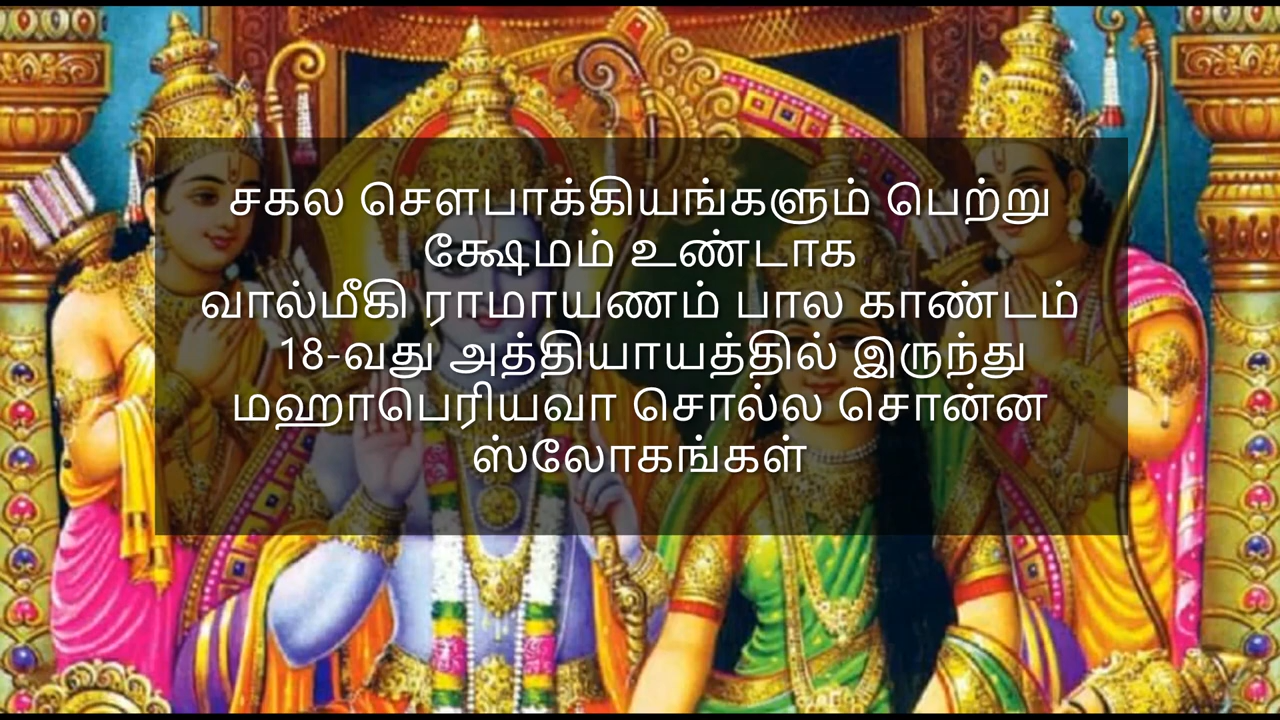 சகல சௌபாக்கியங்களும் பெற்று
க்ஷேமம் உண்டாக
வால்மீகி ராமாயணம் பால காண்டம்
18-வது அத்தியாயத்தில் இருந்து
மஹாபெரியவா சொல்ல சொன்ன
ஸ்லோகங்கள்